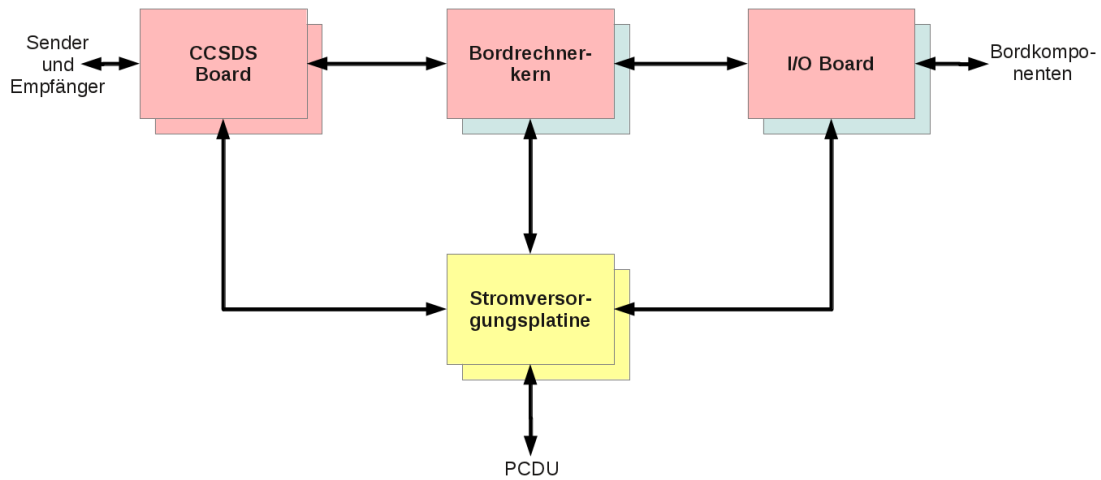 Sender
und
Empfänger
CCSDS
Board
Bordrechner-
kern
I/O Board
Bordkompo-
nenten
Stromversor-
gungsplatine
PCDU